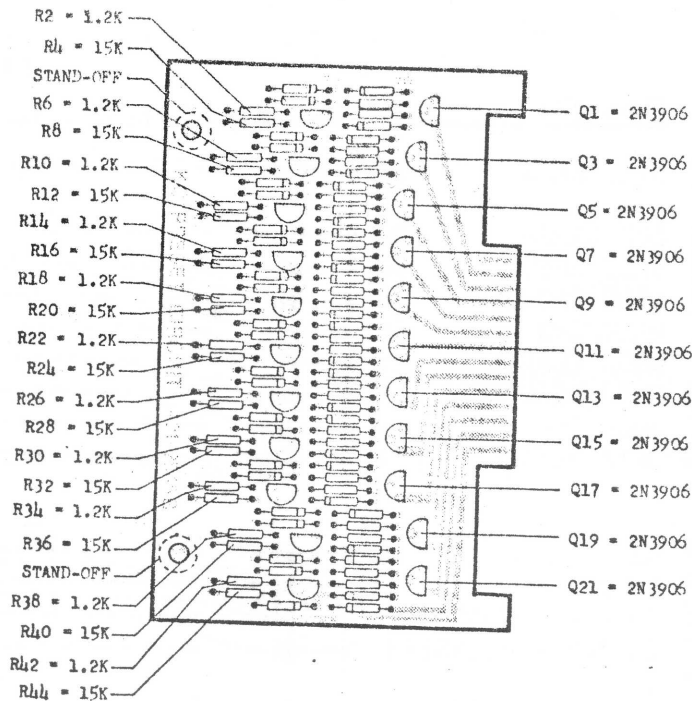 R2 = 1.2K
R4 = 15K
STAND-OFF
R6 = 1.2K
R8 = 15K
R10 = 1.2K
R12 = 15K
R14 = 1.2K
R16 = 15K
R18 = 1.2K
R20 = 15K
R22 = 1.2K
R24 = 15K
R26 = 1.2K
R28 = 15K
R30 = 1.2K
R32 = 15K
R34 = 1.2K
R36 = 15K
STAND-OFF
R38 = 1.2K
R40 = 15K
R42 = 1.2K
R44 = 15K
Q1 = 2N3906
Q3 = 2N3906
Q5 = 2N3906
Q7 = 2N3906
Q9 = 2N3906
Q11 = 2N3906
Q13 = 2N3906
Q15 = 2N3906
Q17 = 2N3906
Q19 = 2N3906
Q21 = 2N3906